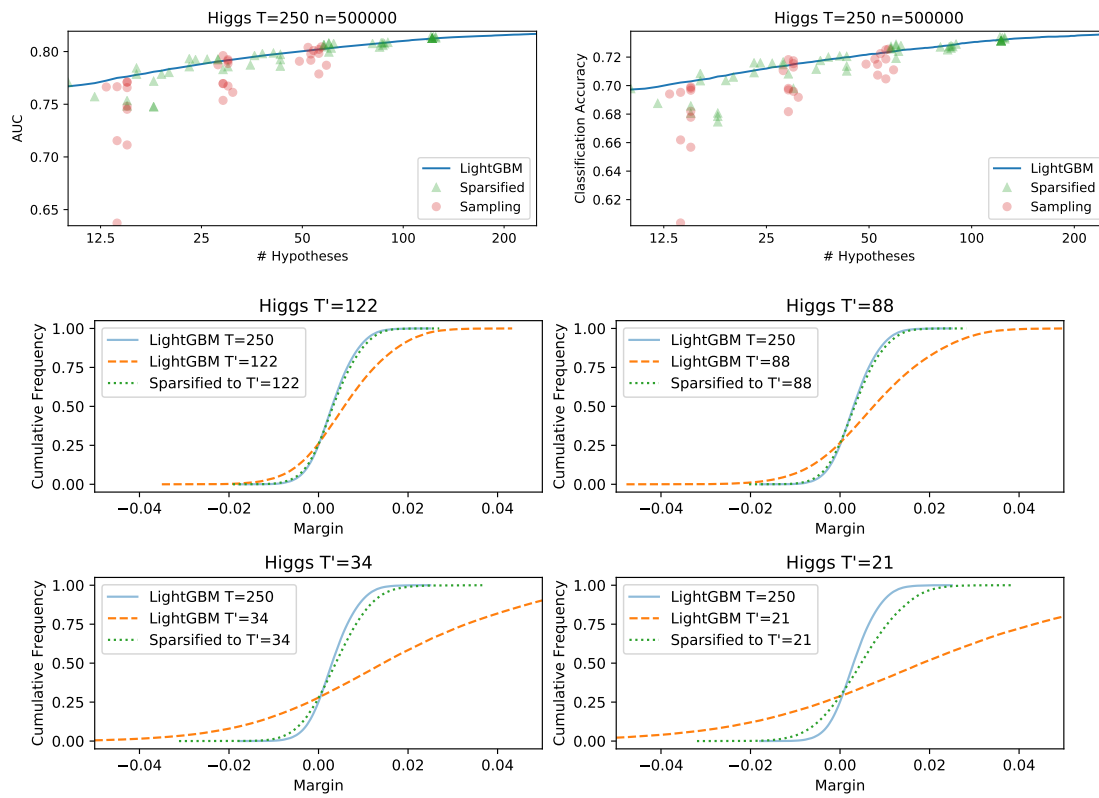 Higgs T=250 n=500000
AUC
0.80
0.75
0.70
0.65
LightGBM
Sparsified
Sampling
12.5 25 50 100 200
# Hypotheses
Higgs T=250 n=500000
Classification Accuracy
0.72
0.70
0.68
0.66
0.64
0.62
LightGBM
Sparsified
Sampling
12.5 25 50 100 200
# Hypotheses
Higgs T'=122
Cumulative Frequency
1.00
0.75
0.50
0.25
0.00
LightGBM T=250
LightGBM T'=122
Sparsified to T'=122
−0.04 −0.02 0.00 0.02 0.04
Margin
Higgs T'=88
Cumulative Frequency
1.00
0.75
0.50
0.25
0.00
LightGBM T=250
LightGBM T'=88
Sparsified to T'=88
−0.04 −0.02 0.00 0.02 0.04
Margin
Higgs T'=34
Cumulative Frequency
1.00
0.75
0.50
0.25
0.00
LightGBM T=250
LightGBM T'=34
Sparsified to T'=34
−0.04 −0.02 0.00 0.02 0.04
Margin
Higgs T'=21
Cumulative Frequency
1.00
0.75
0.50
0.25
0.00
LightGBM T=250
LightGBM T'=21
Sparsified to T'=21
−0.04 −0.02 0.00 0.02 0.04
Margin